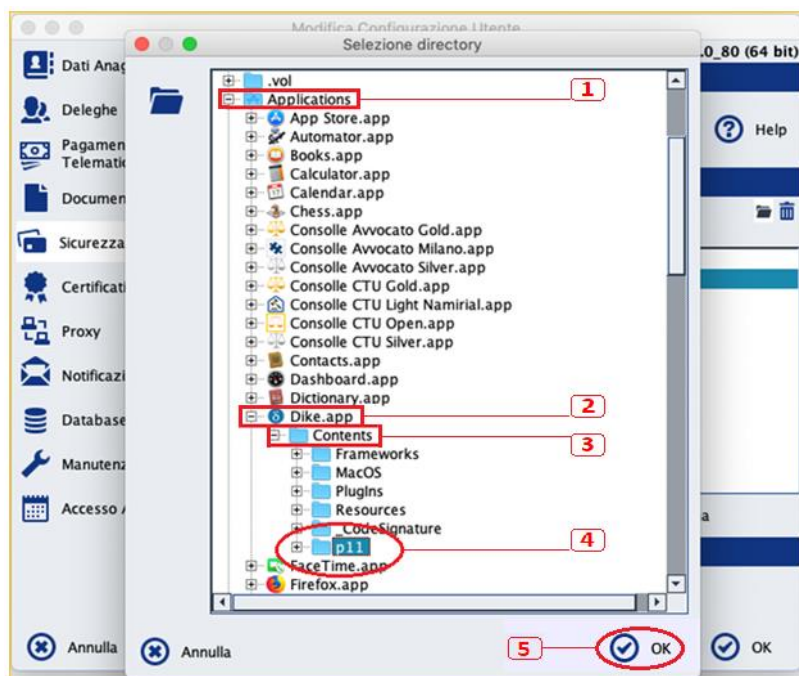 Modifica Configurazione Utente
Selezione directory
.0_80 (64 bit)
Dati Anag
Deleghe
Pagamen
Telematic
Documen
Sicurezza
Certificati
Proxy
Notificazi
Database
Manutenz
Accesso A
.vol
Applications
1
App Store.app
Automator.app
Books.app
Calculator.app
Calendar.app
Chess.app
Consolle Avvocato Gold.app
Consolle Avvocato Milano.app
Consolle Avvocato Silver.app
Consolle CTU Gold.app
Consolle CTU Light Namirial.app
Consolle CTU Open.app
Consolle CTU Silver.app
Contacts.app
Dashboard.app
Dictionary.app
Dike.app
2
Contents
3
Frameworks
MacOS
PlugIns
Resources
_CodeSignature
p11
4
FaceTime.app
Firefox.app
Help
a
Annulla
Annulla
5
OK
OK